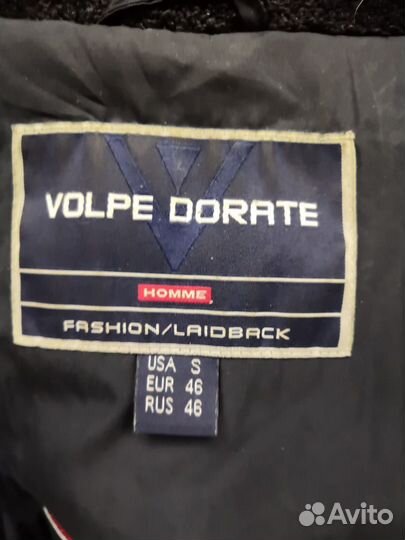 VOLPE DORATE
HOMME
FASHION/LAIDBACK
USA S
EUR 46
RUS 46
Avito